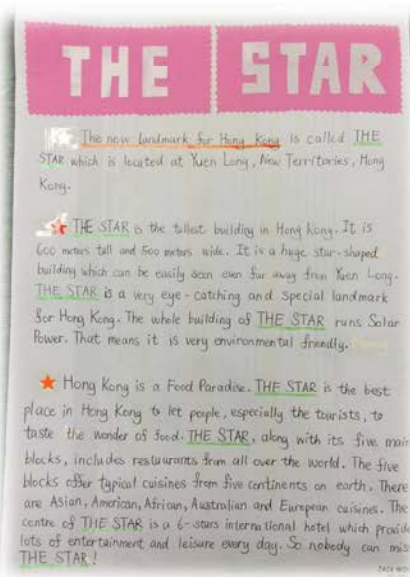 THE STAR
The new landmark for Hong Kong is called THE
STAR which is located at Yuen Long, New Territories, Hong
Kong.
THE STAR is the tallest building in Hong Kong. It is
600 meters tall and 500 meters wide. It is a huge star-shaped
building which can be easily seen even far away from Yuen Long.
THE STAR is a very eye-catching and special landmark
for Hong Kong. The whole building of THE STAR runs Solar
Power. That means it is very environmental friendly.
Hong Kong is a Food Paradise. THE STAR is the best
place in Hong Kong to let people, especially the tourists, to
taste the wonder of food. THE STAR, along with its five main
blocks, includes restaurants from all over the world. The five
blocks offer typical cuisines from five continents on earth. There
are Asian, American, African, Australian and European cuisines. The
centre of THE STAR is a 6-stars international hotel which provide
lots of entertainment and leisure every day. So nobody can miss
THE STAR!